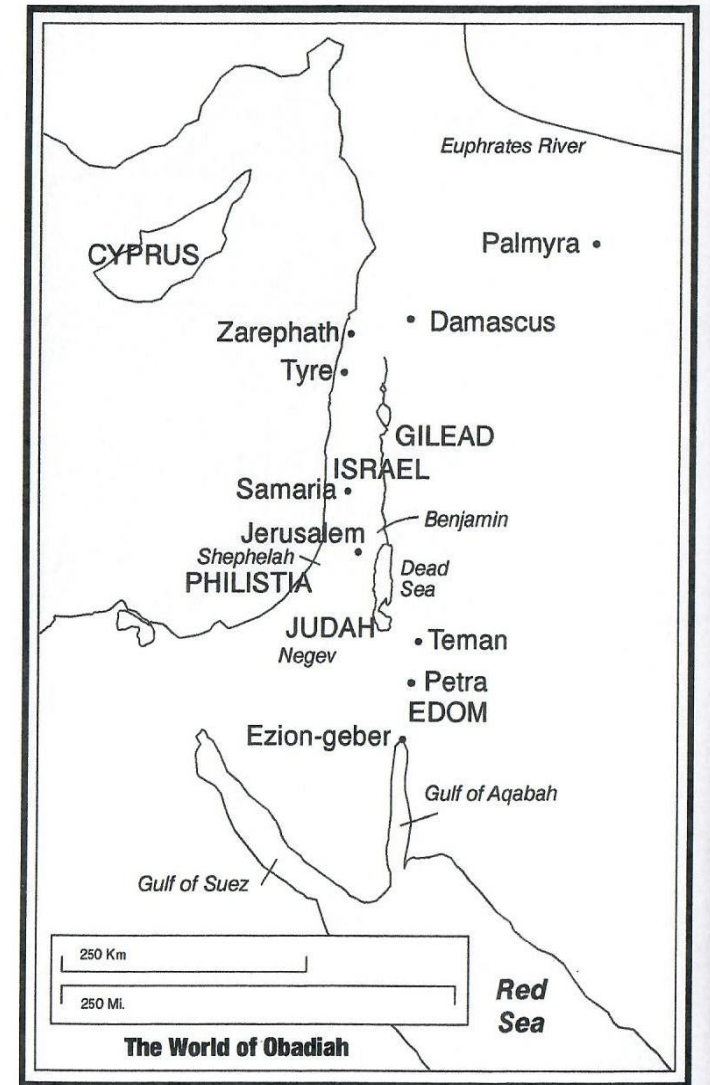 Euphrates River
Palmyra
CYPRUS
Zarephath
Damascus
Tyre
GILEAD
ISRAEL
Samaria
Benjamin
Jerusalem
Shephelah
Dead
Sea
PHILISTIA
JUDAH
Negev
Teman
Petra
EDOM
Ezion-geber
Gulf of Aqabah
Gulf of Suez
250 Km
250 Mi.
Red
Sea
The World of Obadiah